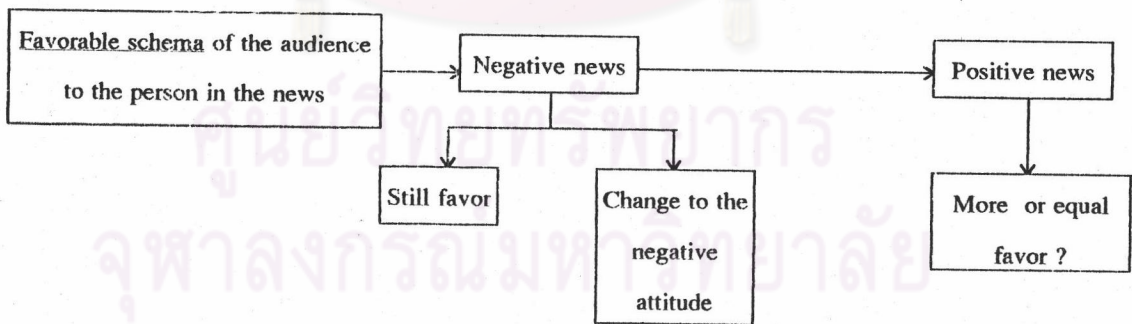 Favorable schema of the audience
to the person in the news
Negative news
Positive news
Still favor
Change to the
negative
attitude
More or equal
favor ?
ศูนย์วิทยทรัพยากร
จุฬาลงกรณ์มหาวิทยาลัย